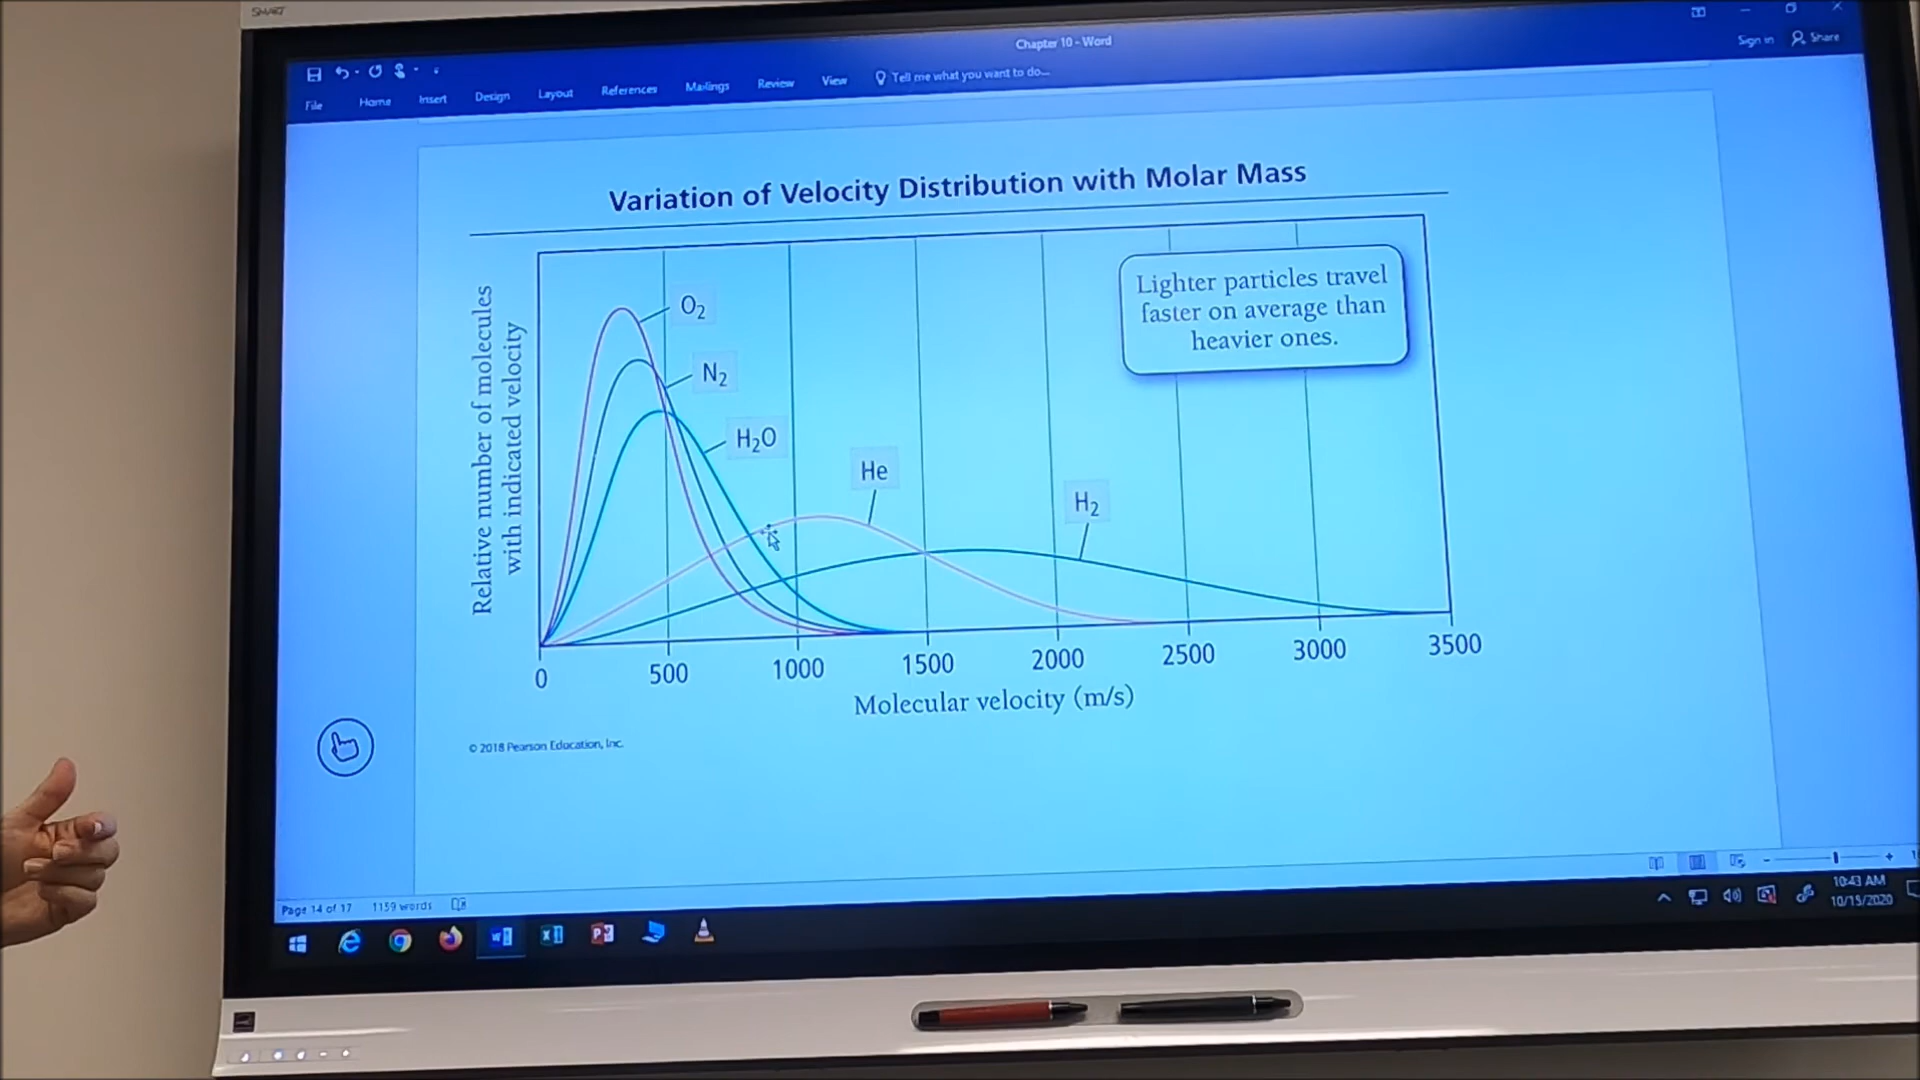 SMART
Chapter 10 - Word
Sign in Share
File Home Insert Design Layout References Mailings Review View Tell me what you want to do...
Variation of Velocity Distribution with Molar Mass
Relative number of molecules
with indicated velocity
O2
N2
H2O
He
H2
Lighter particles travel
faster on average than
heavier ones.
0 500 1000 1500 2000 2500 3000 3500
Molecular velocity (m/s)
© 2018 Pearson Education, Inc.
Page 14 of 17 1159 words
10:43 AM
10/15/2020